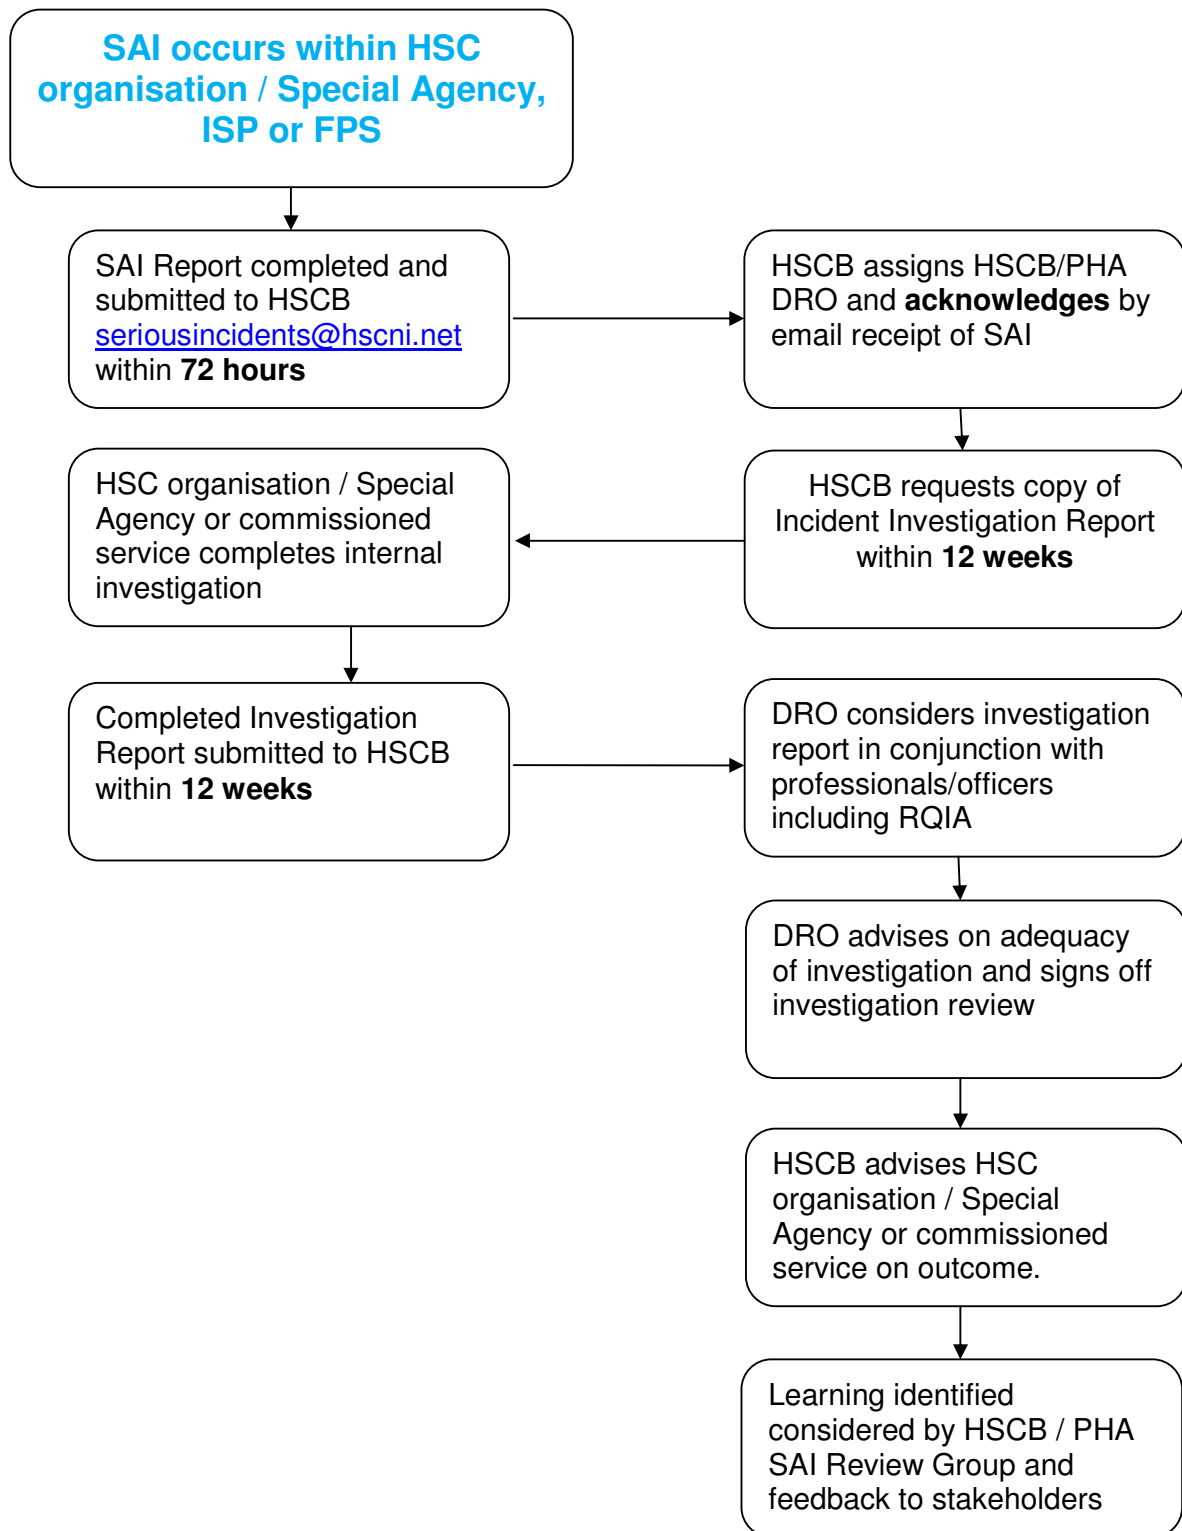 SAI occurs within HSC
organisation / Special Agency,
ISP or FPS
SAI Report completed and
submitted to HSCB
seriousincidents@hscni.net
within 72 hours
HSCB assigns HSCB/PHA
DRO and acknowledges by
email receipt of SAI
HSCB requests copy of
Incident Investigation Report
within 12 weeks
HSC organisation / Special
Agency or commissioned
service completes internal
investigation
Completed Investigation
Report submitted to HSCB
within 12 weeks
DRO considers investigation
report in conjunction with
professionals/officers
including RQIA
DRO advises on adequacy
of investigation and signs off
investigation review
HSCB advises HSC
organisation / Special
Agency or commissioned
service on outcome.
Learning identified
considered by HSCB / PHA
SAI Review Group and
feedback to stakeholders